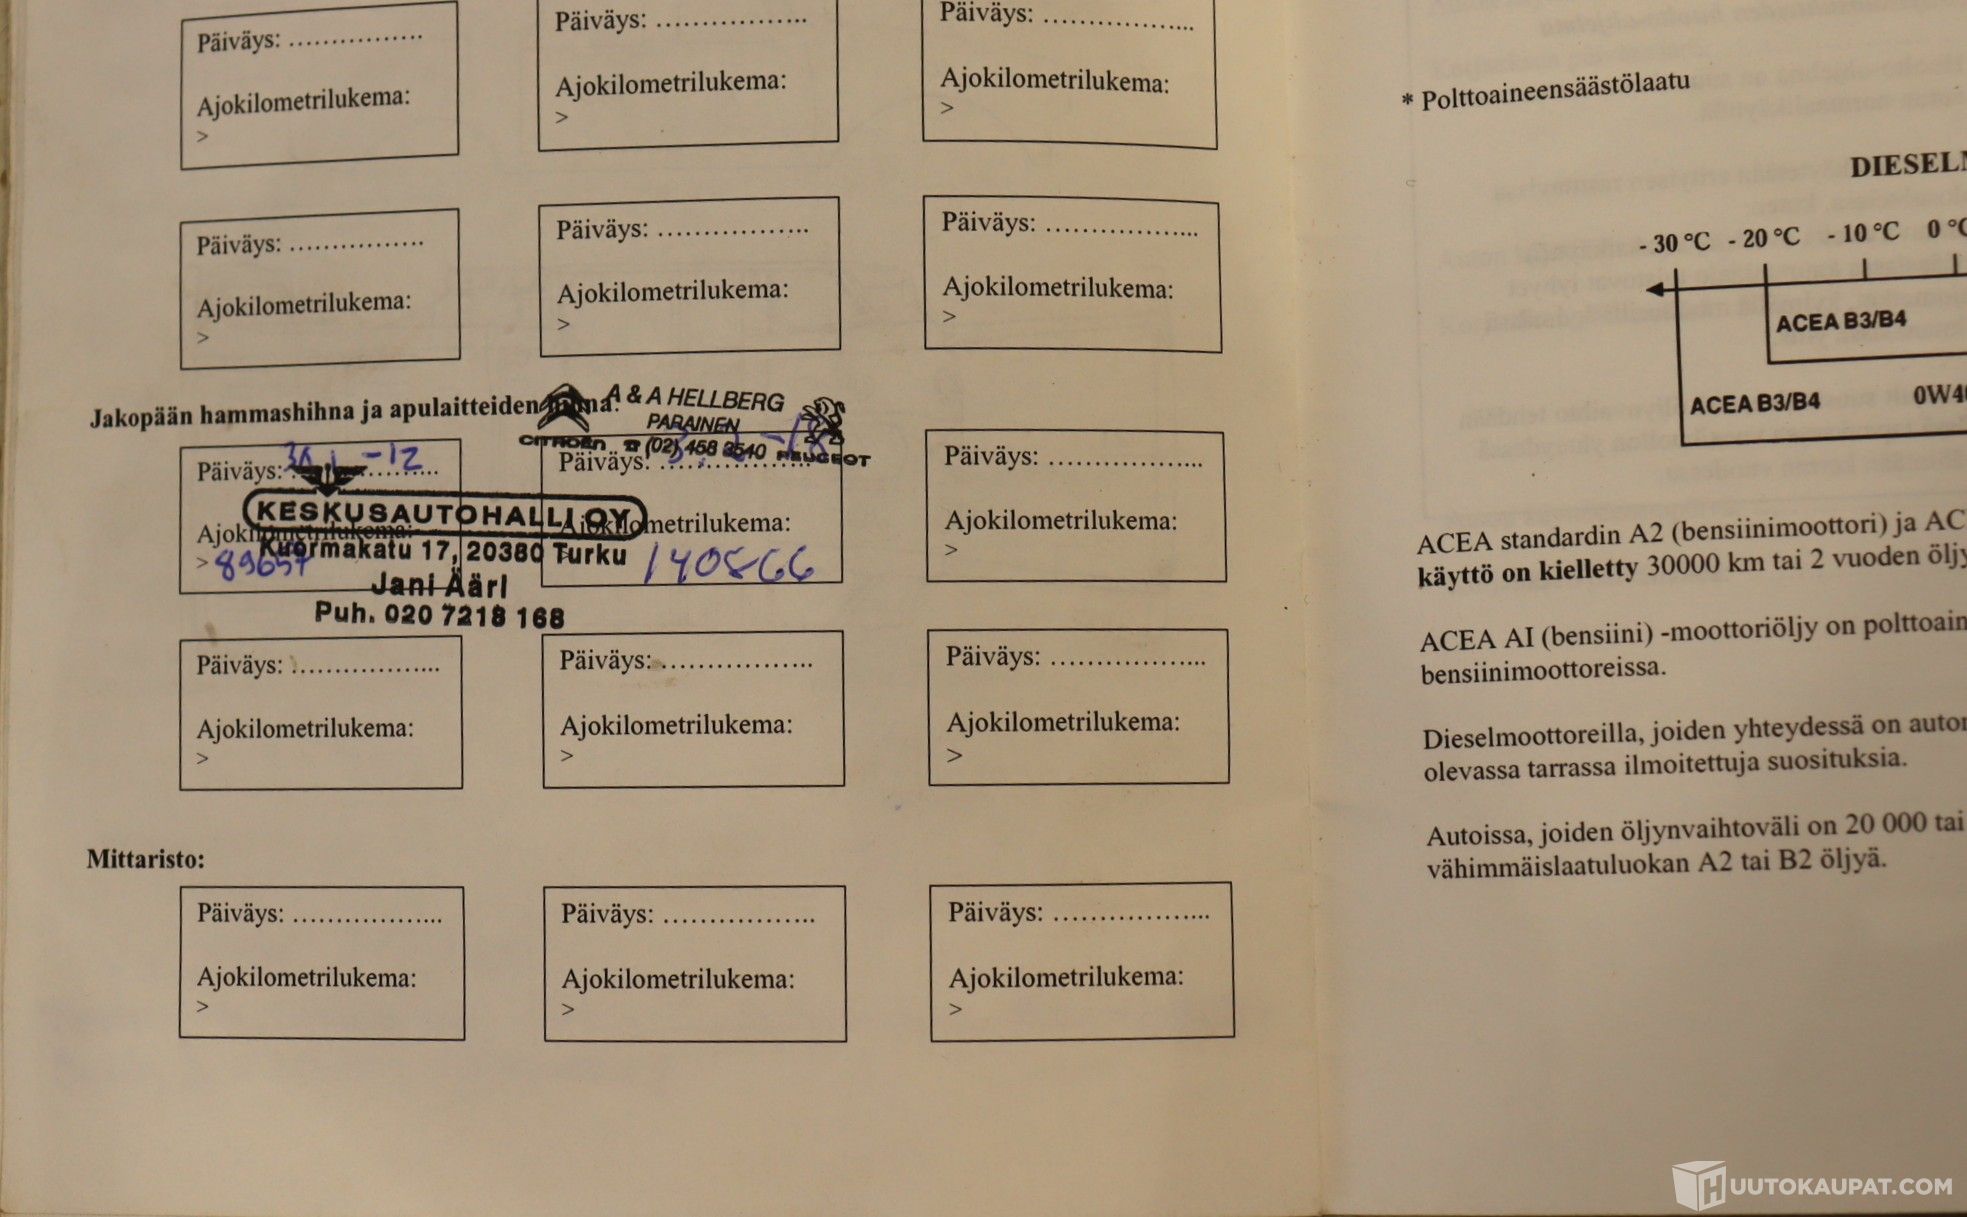 Päiväys: ................
Päiväys: ..................
Päiväys: ..................
Ajokilometrilukema:
Ajokilometrilukema:
Ajokilometrilukema:
>
>
>
Päiväys: ................
Päiväys: ..................
Päiväys: ..................
Ajokilometrilukema:
Ajokilometrilukema:
Ajokilometrilukema:
>
>
>
Jakopään hammashihna ja apulaitteiden
A & A HELLBERG
PARAINEN
CITROËN ☎ (02) 458 3540 PEUGEOT
Päiväys: -12
Päiväys:
Päiväys: ..................
KESKUSAUTOHALLI OY
Ajokilometrilukema:
Ajokilometrilukema:
Ajokilometrilukema:
Kuormakatu 17, 20380 Turku
> 89657
140866
>
Jani Ääri
Puh. 020 7218 168
Päiväys: ..................
Päiväys: ..................
Päiväys: ..................
Ajokilometrilukema:
Ajokilometrilukema:
Ajokilometrilukema:
>
>
>
Mittaristo:
Päiväys: ..................
Päiväys: ..................
Päiväys: ..................
Ajokilometrilukema:
Ajokilometrilukema:
Ajokilometrilukema:
>
>
>
* Polttoaineensäästölaatu
DIESELM
- 30 °C - 20 °C - 10 °C 0 °C
ACEA B3/B4
ACEA B3/B4 0W40
ACEA standardin A2 (bensiinimoottori) ja AC
käyttö on kielletty 30000 km tai 2 vuoden öljy
ACEA AI (bensiini) -moottoriöljy on polttoain
bensiinimoottoreissa.
Dieselmoottoreilla, joiden yhteydessä on autom
olevassa tarrassa ilmoitettuja suosituksia.
Autoissa, joiden öljynvaihtoväli on 20 000 tai
vähimmäislaatuluokan A2 tai B2 öljyä.
HUUTOKAUPAT.COM